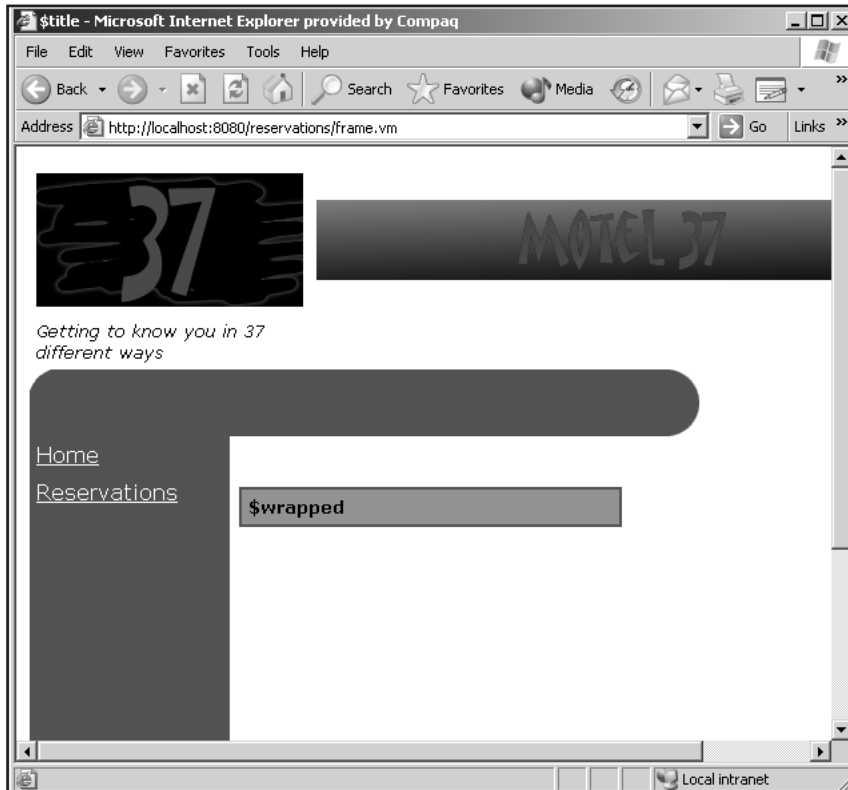 $title - Microsoft Internet Explorer provided by Compaq
File Edit View Favorites Tools Help
Back Search Favorites Media »
Address http://localhost:8080/reservations/frame.vm Go Links »
37
MOTEL 37
Getting to know you in 37
different ways
Home
Reservations
$wrapped
Local intranet